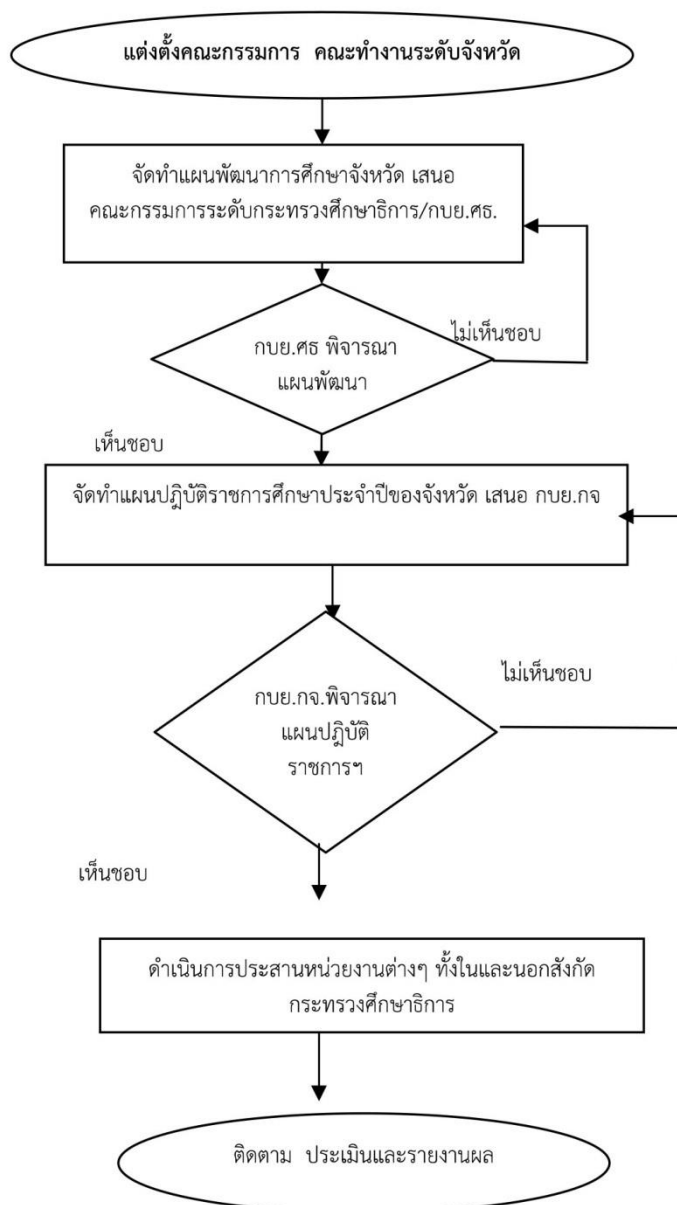 แต่งตั้งคณะกรรมการ คณะทำงานระดับจังหวัด
จัดทำแผนพัฒนาการศึกษาจังหวัด เสนอ
คณะกรรมการระดับกระทรวงศึกษาธิการ/กบย.ศธ.
ไม่เห็นชอบ
กบย.ศธ พิจารณา
แผนพัฒนา
เห็นชอบ
จัดทำแผนปฎิบัติราชการศึกษาประจำปีของจังหวัด เสนอ กบย.กจ
ไม่เห็นชอบ
กบย.กจ.พิจารณา
แผนปฎิบัติ
ราชการฯ
เห็นชอบ
ดำเนินการประสานหน่วยงานต่างๆ ทั้งในและนอกสังกัด
กระทรวงศึกษาธิการ
ติดตาม ประเมินและรายงานผล